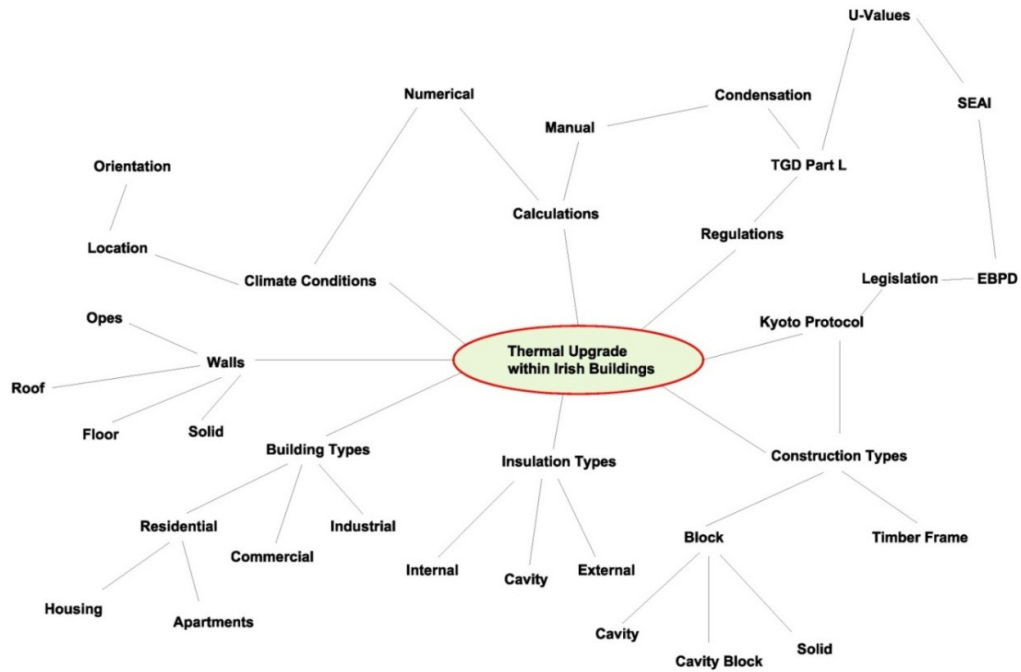 U-Values
Numerical
Condensation
SEAI
Manual
Orientation
TGD Part L
Calculations
Regulations
Location
Climate Conditions
Legislation
EBPD
Opes
Kyoto Protocol
Thermal Upgrade
within Irish Buildings
Walls
Roof
Floor
Solid
Building Types
Insulation Types
Construction Types
Residential
Industrial
Commercial
Block
Timber Frame
Internal
Cavity
External
Housing
Apartments
Cavity
Cavity Block
Solid